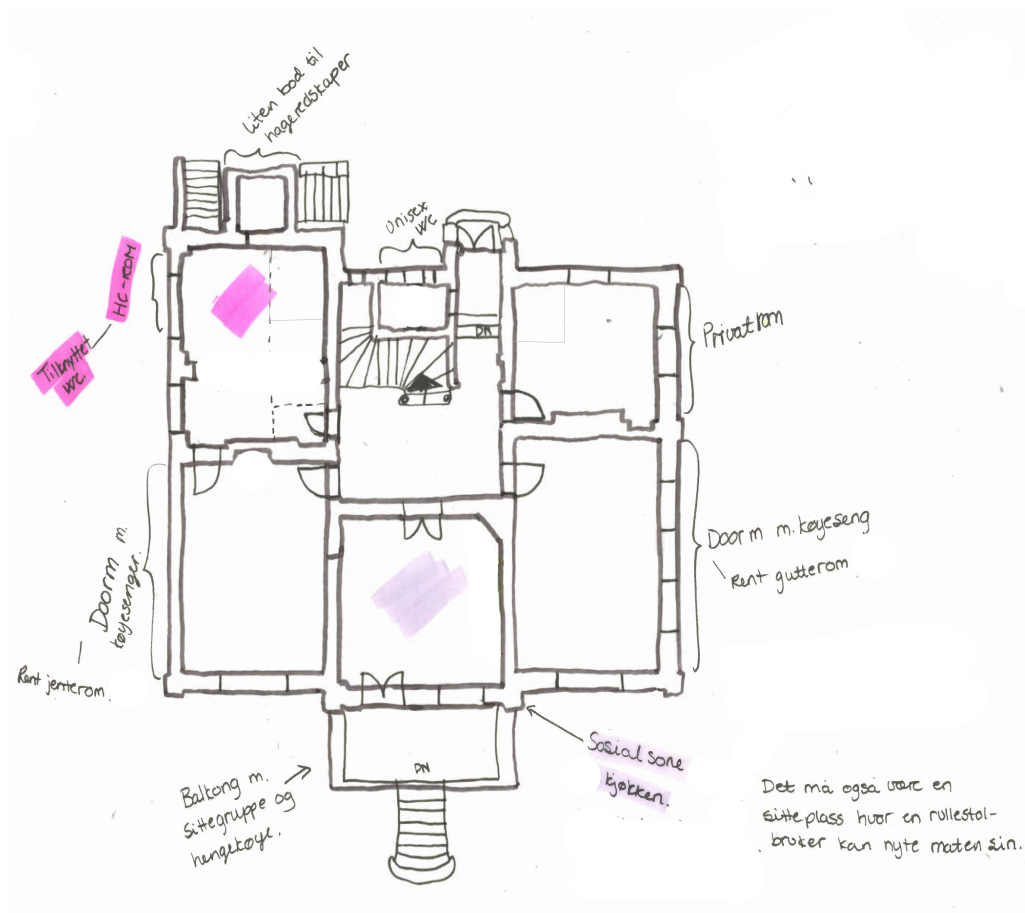 liten bod til
hageredskaper
Unisex
WC
HC-ROM
Tilknyttet
WC
DN
Privatrom
Doorm m.
køyesenger.
Rent jenterom.
Doorm m. køyeseng
Rent gutterom
Sosial sone
kjøkken.
DN
Balkong m.
sittegruppe og
hengekøye.
Det må også være en
sitteplass hvor en rullestol-
bruker kan nyte maten sin.